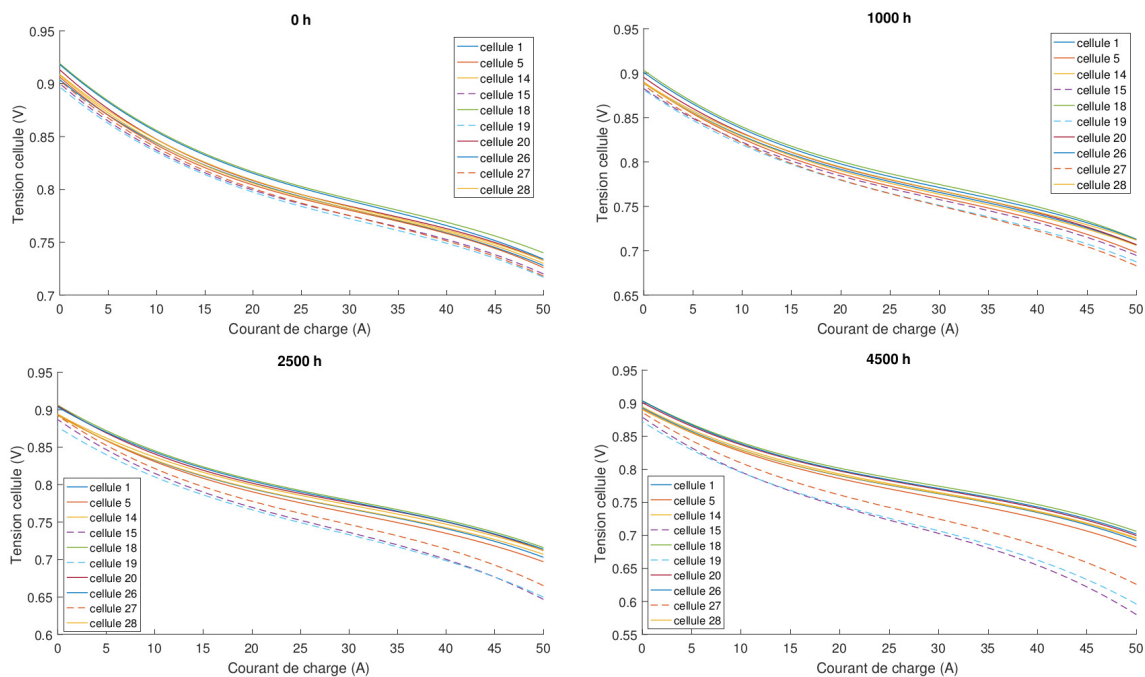 0 h
0.95
0.9
0.85
0.8
0.75
0.7
Tension cellule (V)
0 5 10 15 20 25 30 35 40 45 50
Courant de charge (A)
cellule 1
cellule 5
cellule 14
cellule 15
cellule 18
cellule 19
cellule 20
cellule 26
cellule 27
cellule 28
1000 h
0.95
0.9
0.85
0.8
0.75
0.7
0.65
Tension cellule (V)
0 5 10 15 20 25 30 35 40 45 50
Courant de charge (A)
cellule 1
cellule 5
cellule 14
cellule 15
cellule 18
cellule 19
cellule 20
cellule 26
cellule 27
cellule 28
2500 h
0.95
0.9
0.85
0.8
0.75
0.7
0.65
0.6
Tension cellule (V)
0 5 10 15 20 25 30 35 40 45 50
Courant de charge (A)
cellule 1
cellule 5
cellule 14
cellule 15
cellule 18
cellule 19
cellule 20
cellule 26
cellule 27
cellule 28
4500 h
0.95
0.9
0.85
0.8
0.75
0.7
0.65
0.6
0.55
Tension cellule (V)
0 5 10 15 20 25 30 35 40 45 50
Courant de charge (A)
cellule 1
cellule 5
cellule 14
cellule 15
cellule 18
cellule 19
cellule 20
cellule 26
cellule 27
cellule 28